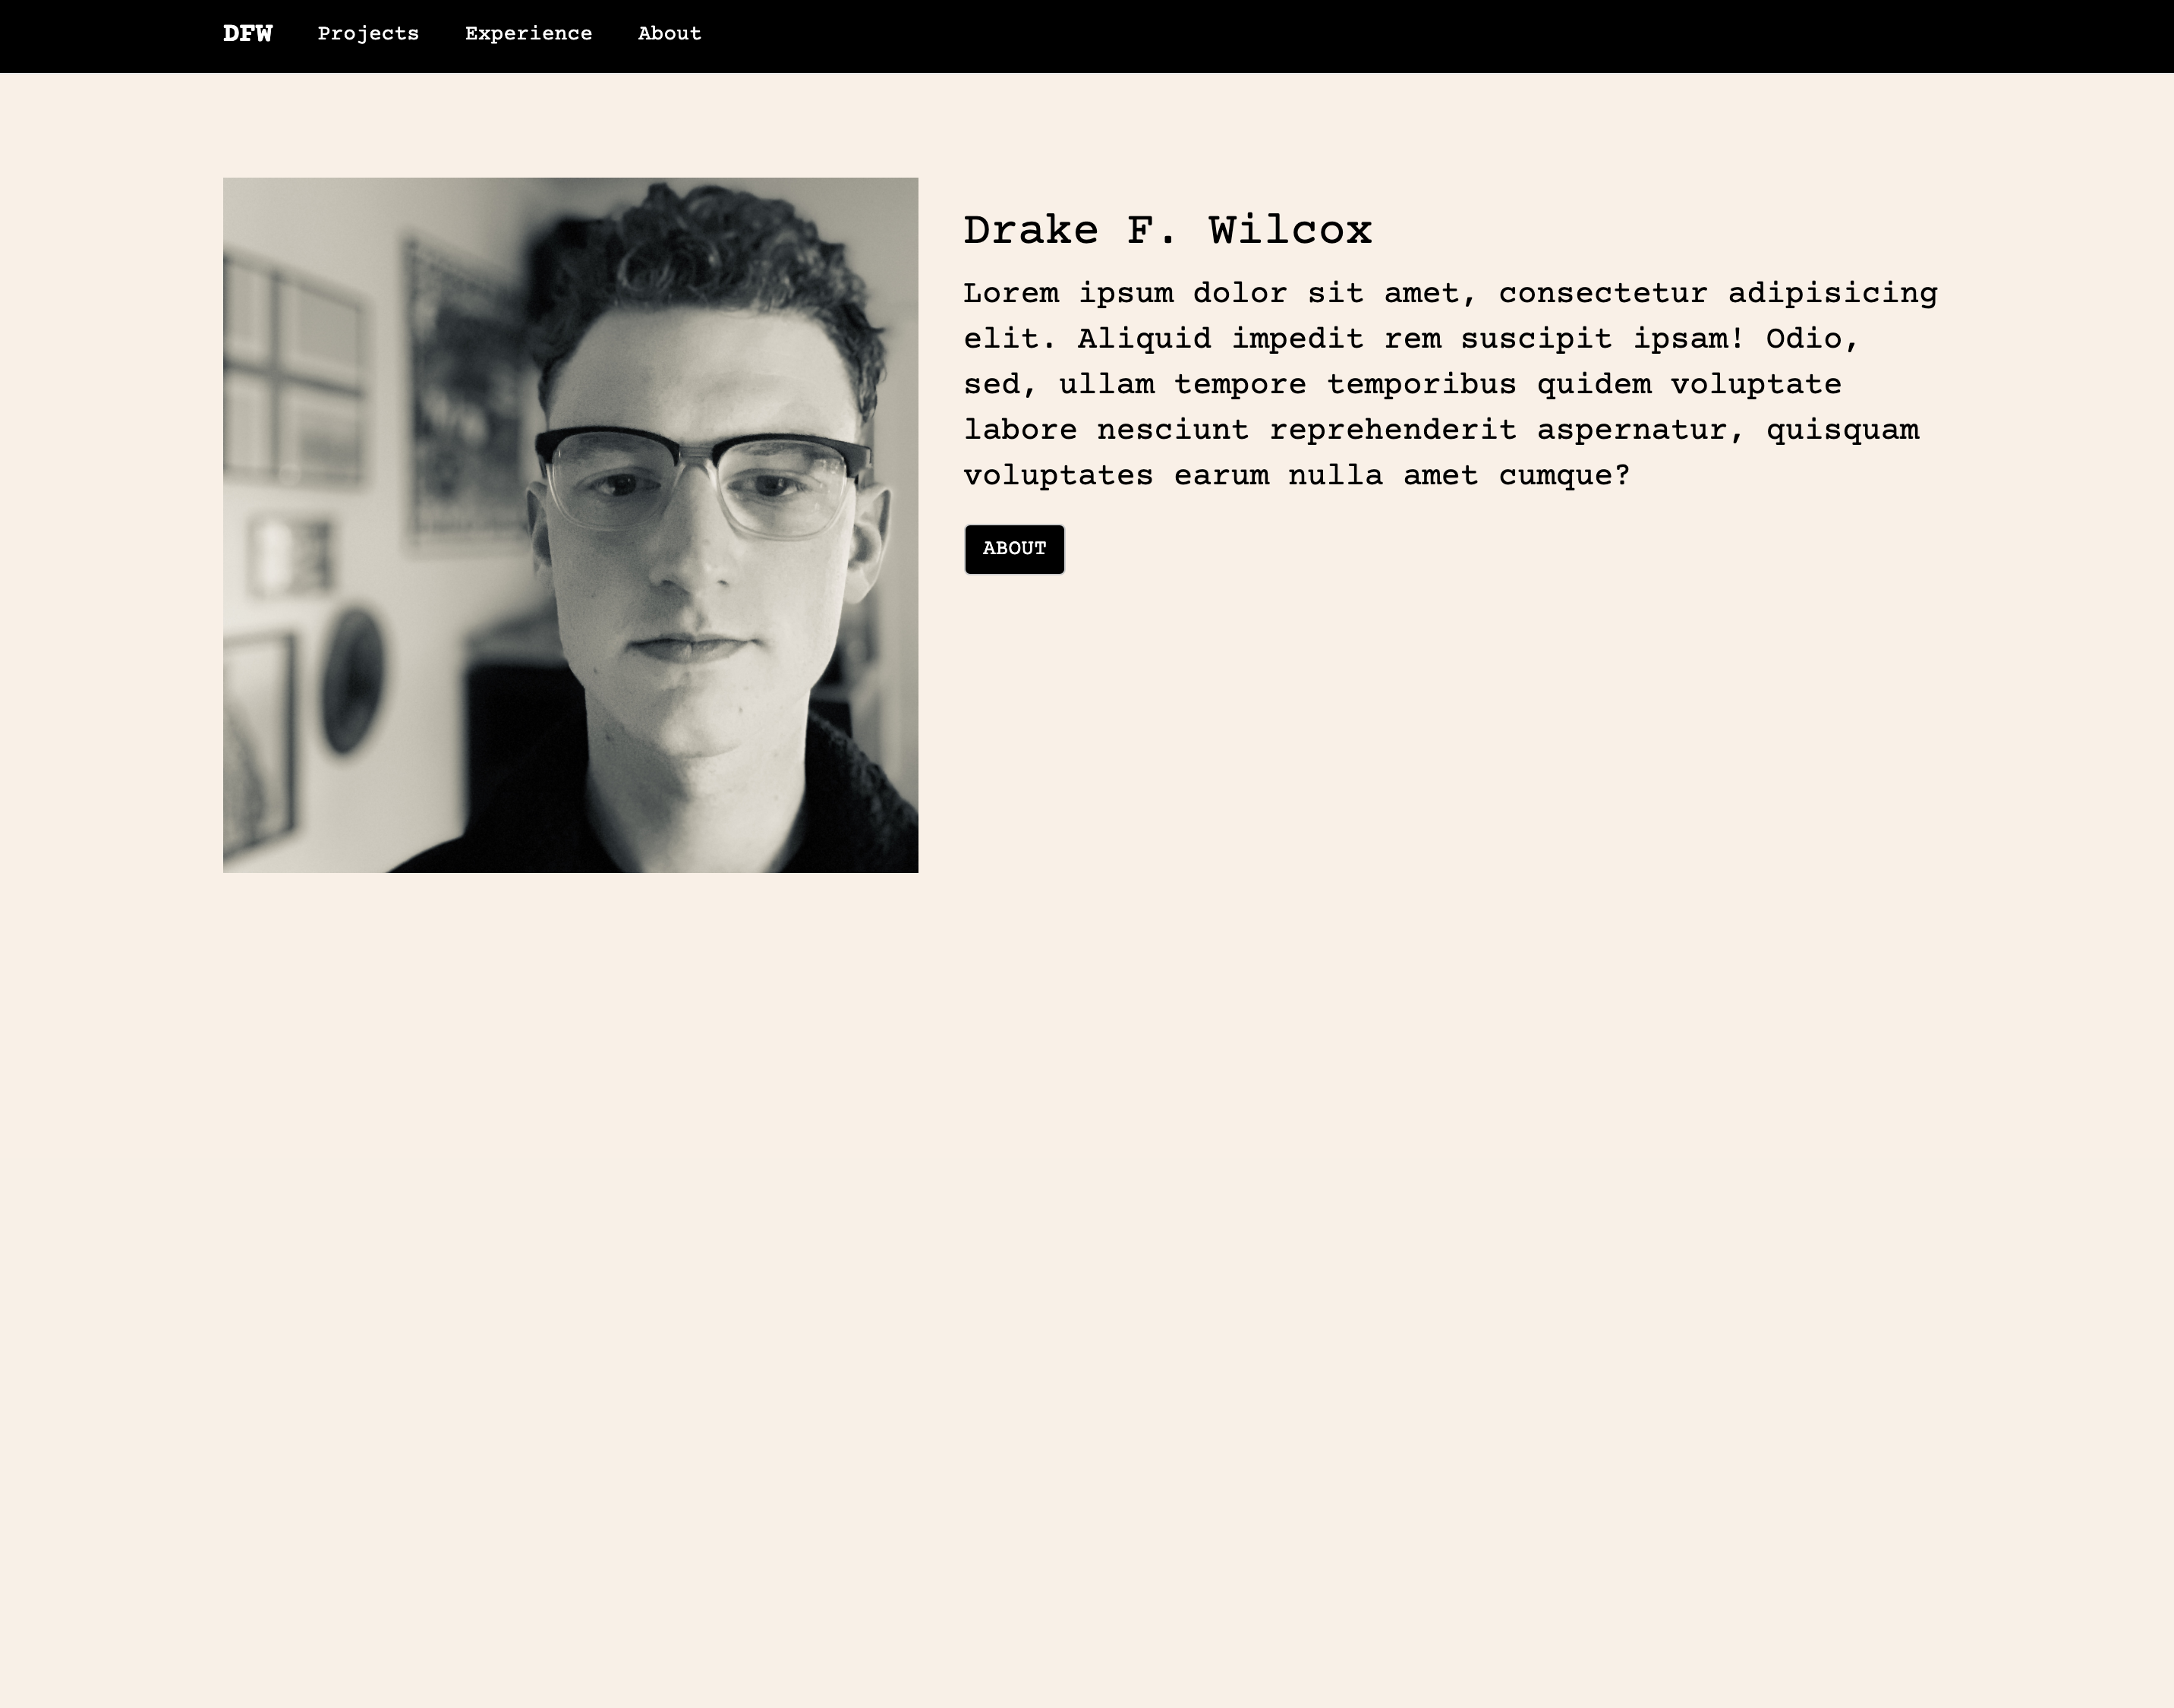 DFW Projects Experience About
Drake F. Wilcox
Lorem ipsum dolor sit amet, consectetur adipisicing
elit. Aliquid impedit rem suscipit ipsam! Odio,
sed, ullam tempore temporibus quidem voluptate
labore nesciunt reprehenderit aspernatur, quisquam
voluptates earum nulla amet cumque?
ABOUT